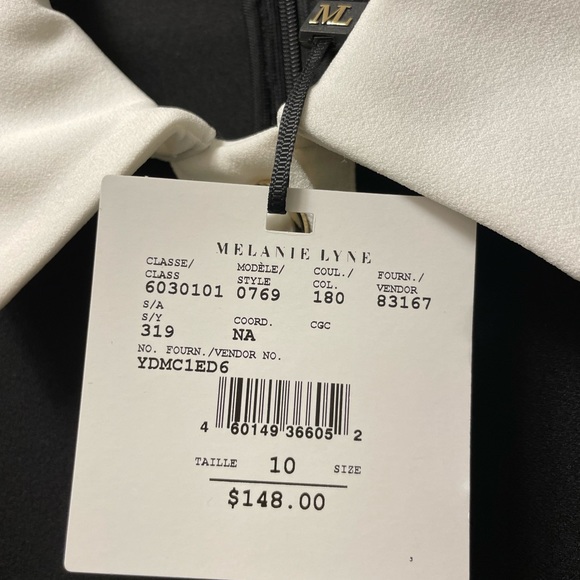 ML
MELANIE LYNE
CLASSE/ MODÈLE/ COUL./ FOURN./
CLASS STYLE COL. VENDOR
6030101 0769 180 83167
S/A
S/Y COORD. CGC
319 NA
NO. FOURN./VENDOR NO.
YDMC1ED6
4 60149 36605 2
TAILLE 10 SIZE
$148.00
3